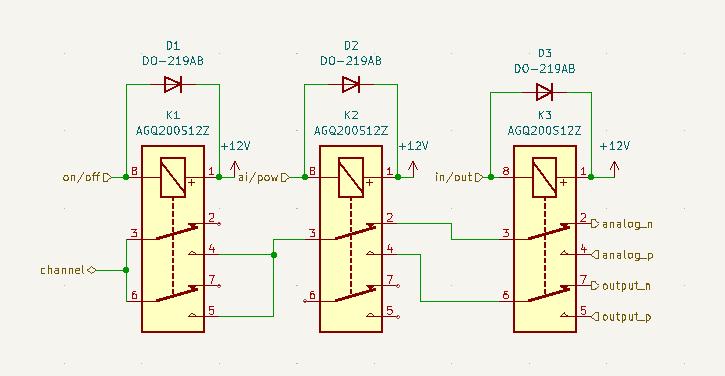 D1
DO-219AB
D2
DO-219AB
D3
DO-219AB
K1
AGQ200S12Z
K2
AGQ200S12Z
K3
AGQ200S12Z
+12V
+12V
+12V
on/off
8
1
+
ai/pow
8
1
+
in/out
8
1
+
2
2
2
analog_n
3
3
3
4
4
4
analog_p
channel
7
7
7
output_n
6
6
6
5
5
5
output_p